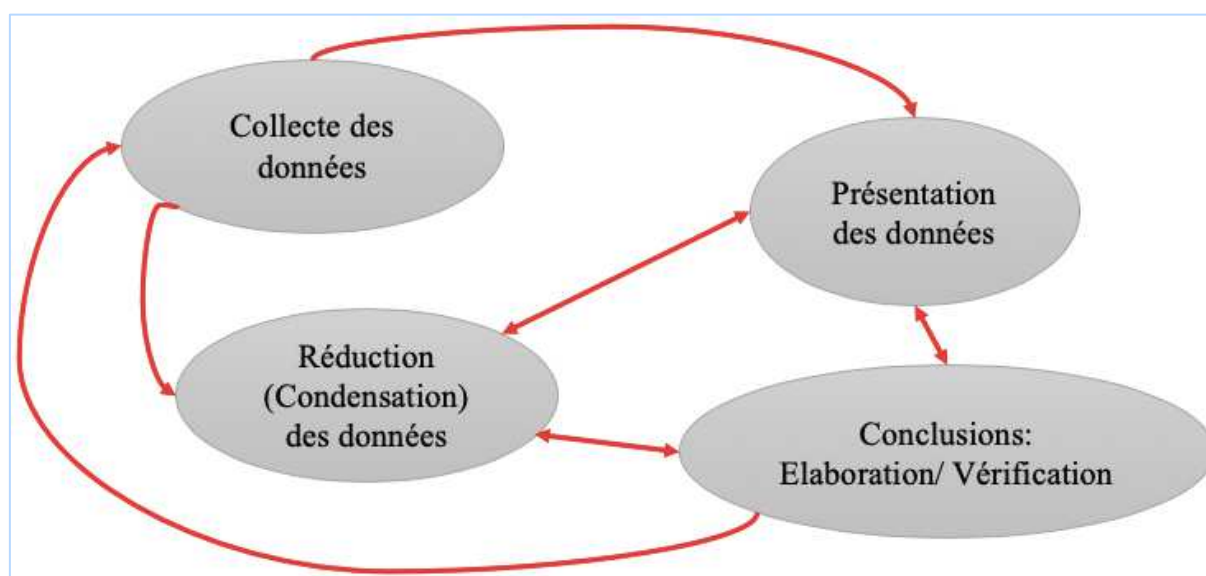 Collecte des
données
Présentation
des données
Réduction
(Condensation)
des données
Conclusions:
Elaboration/ Vérification